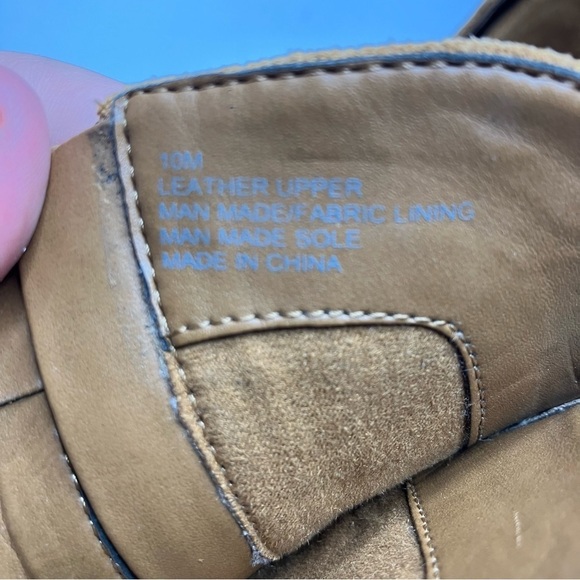 10M
LEATHER UPPER
MAN MADE/FABRIC LINING
MAN MADE SOLE
MADE IN CHINA